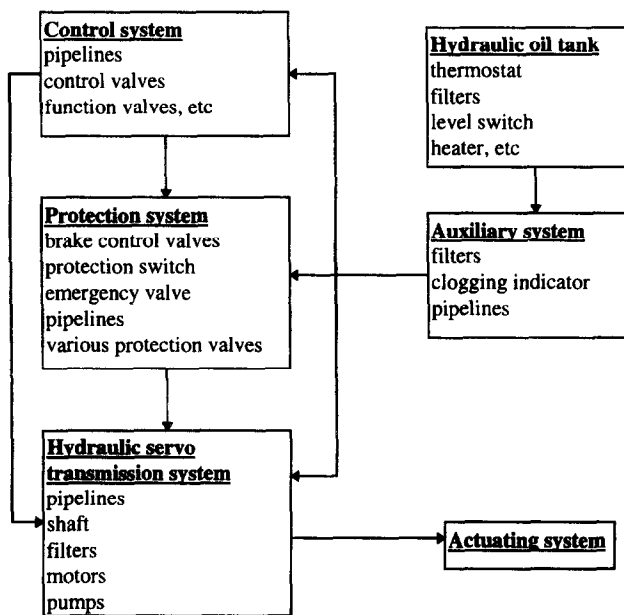 Control system
pipelines
control valves
function valves, etc
Hydraulic oil tank
thermostat
filters
level switch
heater, etc
Protection system
brake control valves
protection switch
emergency valve
pipelines
various protection valves
Auxiliary system
filters
clogging indicator
pipelines
Hydraulic servo
transmission system
pipelines
shaft
filters
motors
pumps
Actuating system